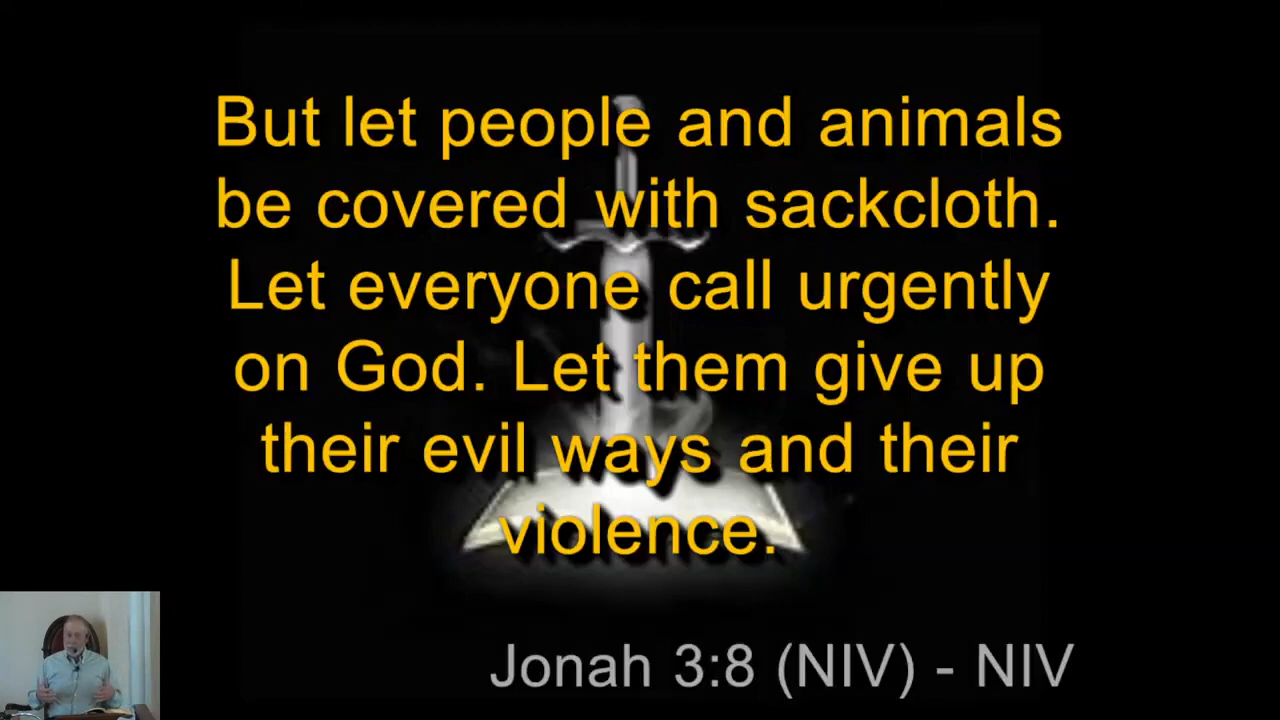 But let people and animals
be covered with sackcloth.
Let everyone call urgently
on God. Let them give up
their evil ways and their
violence.
Jonah 3:8 (NIV) - NIV